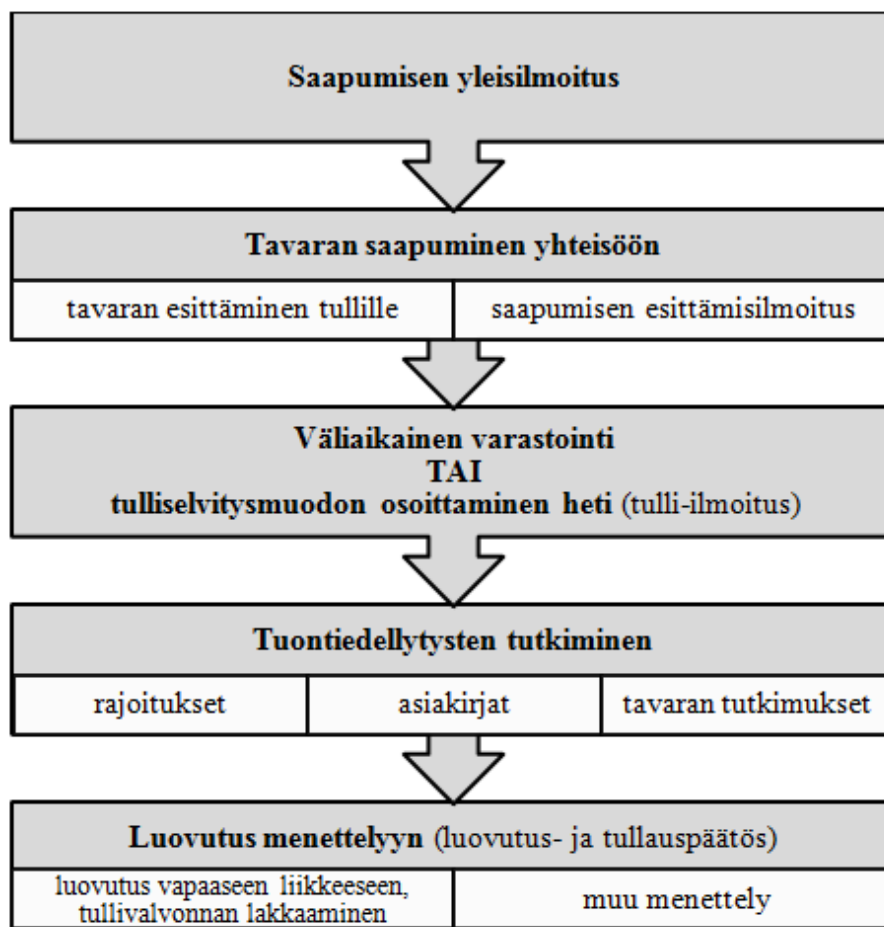 Saapumisen yleisilmoitus
Tavaran saapuminen yhteisöön
tavaran esittäminen tullille
saapumisen esittämisilmoitus
Väliaikainen varastointi
TAI
tulliselvitysmuodon osoittaminen heti (tulli-ilmoitus)
Tuontiedellytysten tutkiminen
rajoitukset
asiakirjat
tavaran tutkimukset
Luovutus menettelyyn (luovutus- ja tullauspäätös)
luovutus vapaaseen liikkeeseen,
tullivalvonnan lakkaaminen
muu menettely